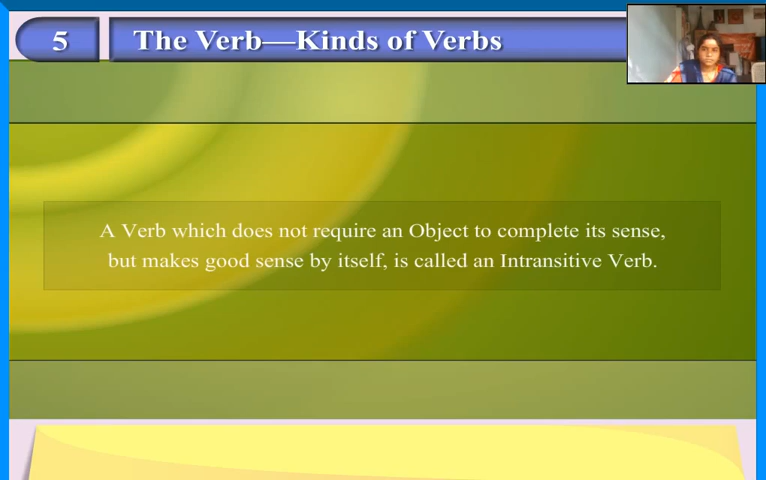 5
The Verb—Kinds of Verbs
A Verb which does not require an Object to complete its sense,
but makes good sense by itself, is called an Intransitive Verb.